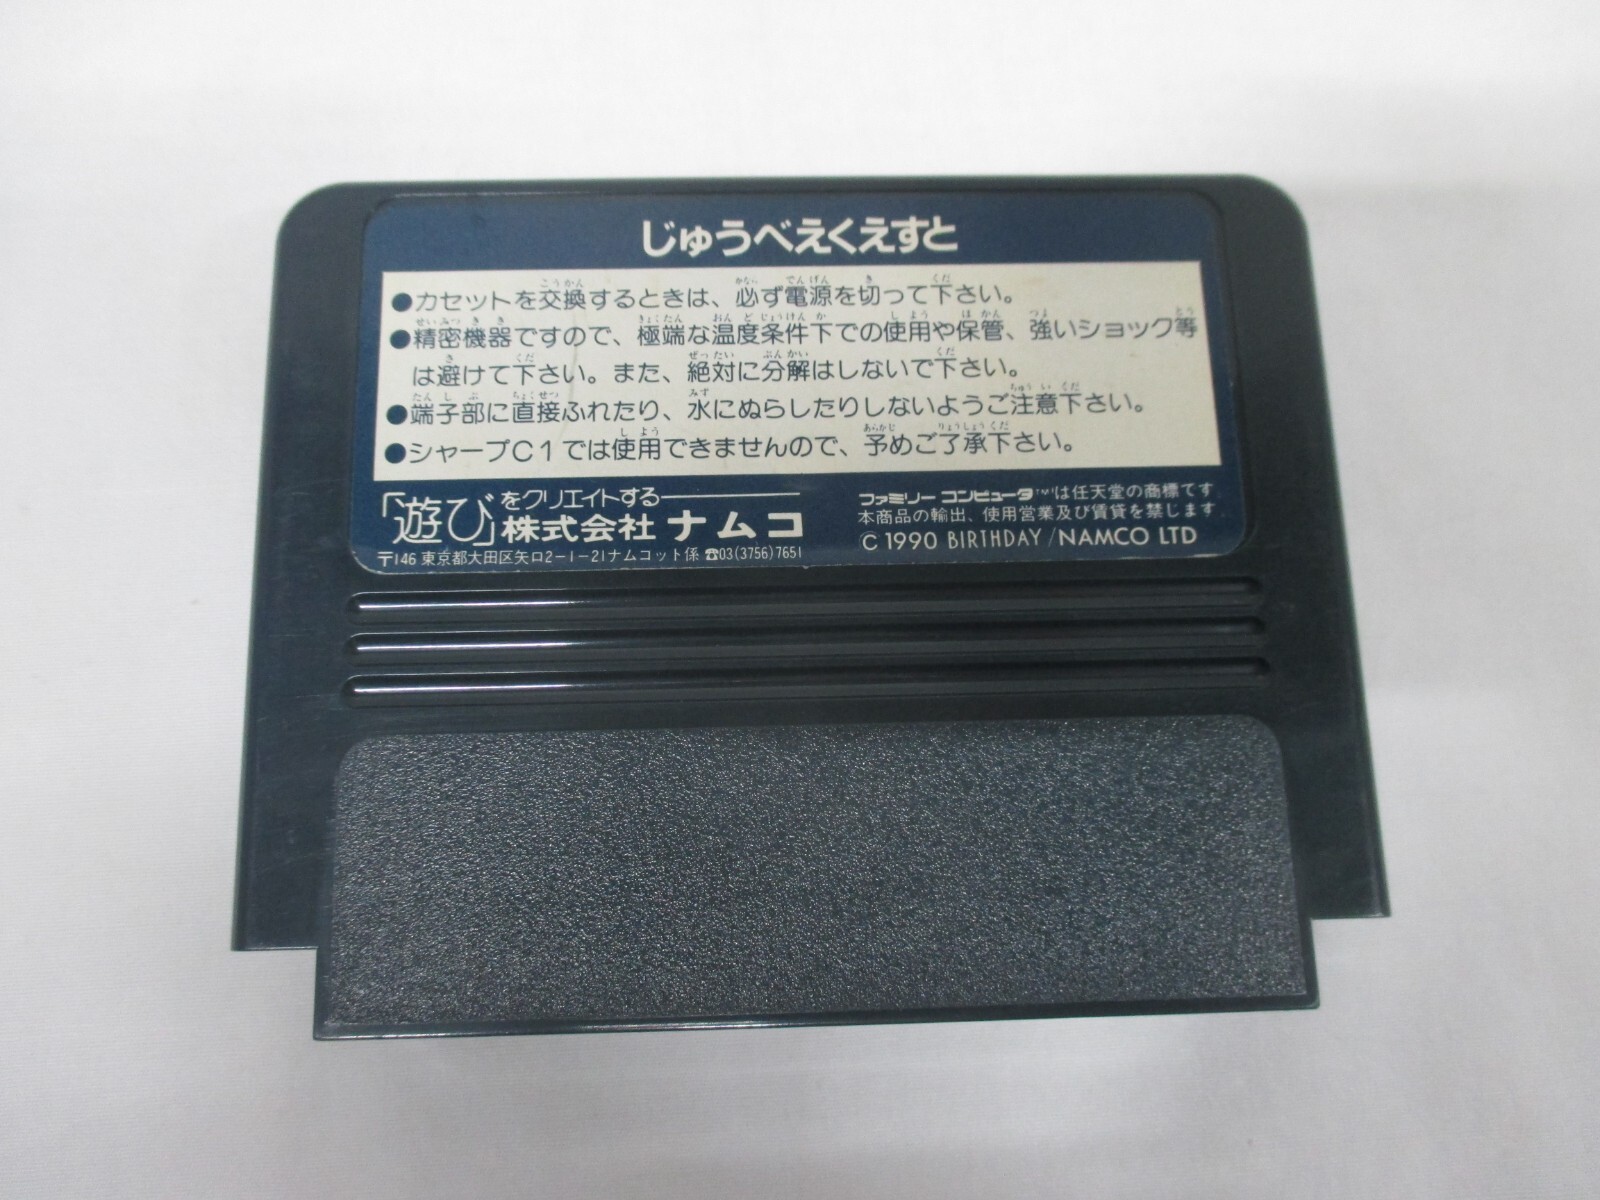 じゅうべえくえすと
●カセットを交換するときは、必ず電源を切って下さい。
●精密機器ですので、極端な温度条件下での使用や保管、強いショック等
は避けて下さい。また、絶対に分解はしないで下さい。
●端子部に直接ふれたり、水にぬらしたりしないようご注意下さい。
●シャープC1では使用できませんので、予めご了承下さい。
「遊び」をクリエイトする
株式会社 ナムコ
〒146 東京都大田区矢口2-1-21ナムコット係 ☎03(3756)7651
ファミリー コンピュータ™は任天堂の商標です
本商品の輸出、使用営業及び賃貸を禁じます
© 1990 BIRTHDAY / NAMCO LTD